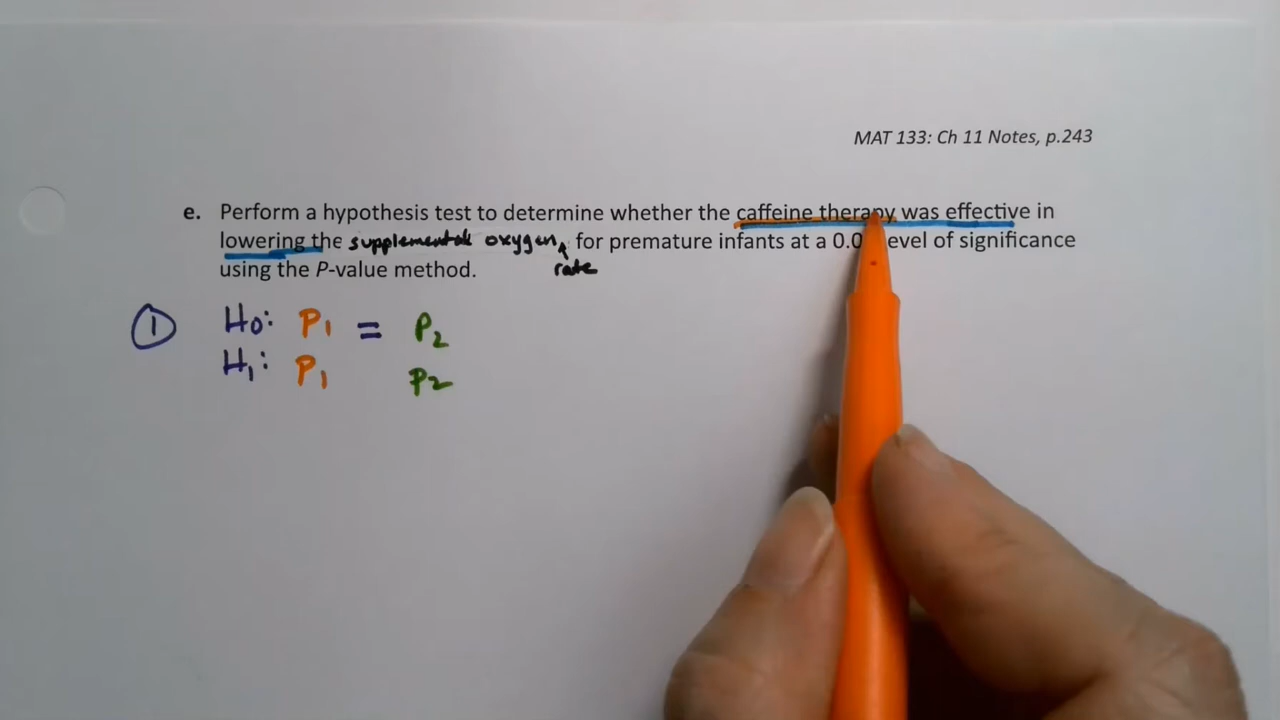 MAT 133: Ch 11 Notes, p.243
e. Perform a hypothesis test to determine whether the caffeine therapy was effective in
lowering the supplemental oxygen rate for premature infants at a 0.0 level of significance
using the P-value method.
① H₀: P₁ = P₂
H₁: P₁ P₂